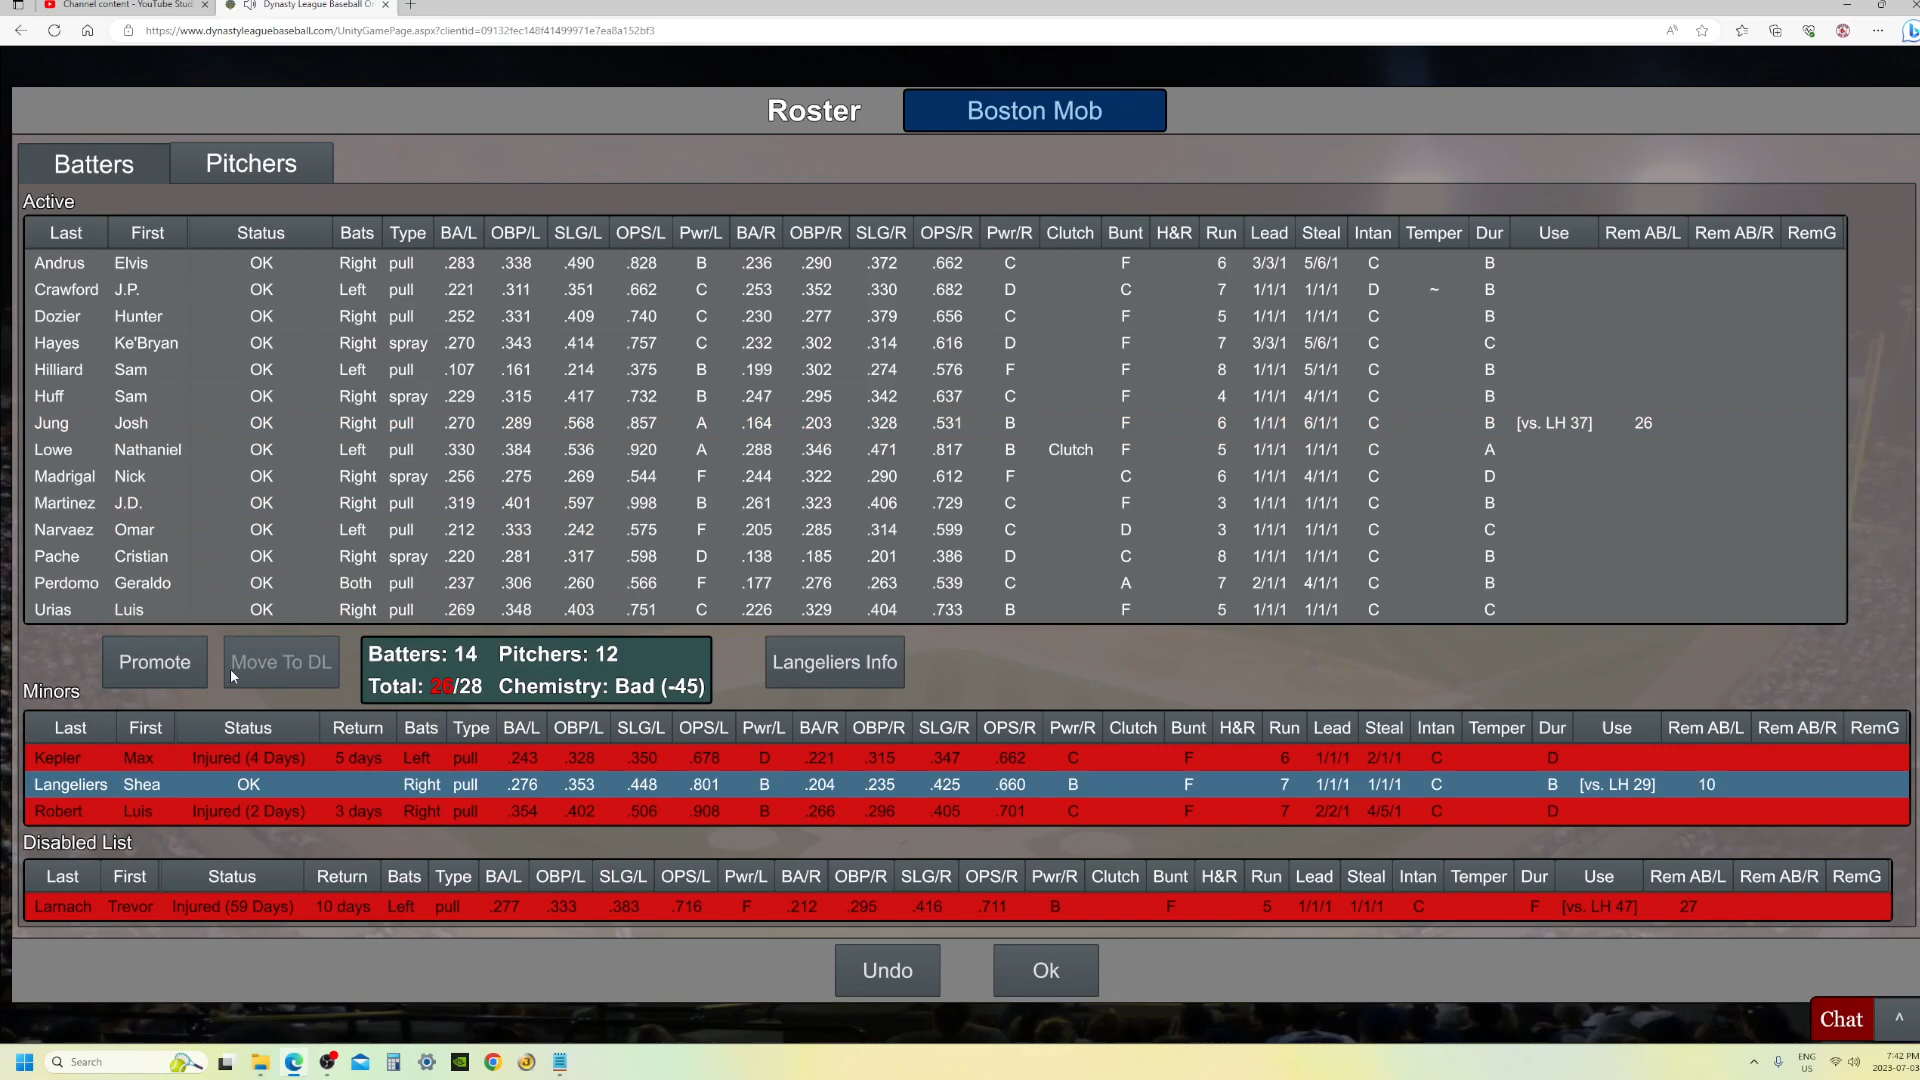 Channel content - YouTube Stud
Dynasty League Baseball On
https://www.dynastyleaguebaseball.com/UnityGamePage.aspx?clientid=09132fec148f41499971e7ea8a152bf3
Roster Boston Mob
Batters Pitchers
Active
Last First Status Bats Type BA/L OBP/L SLG/L OPS/L Pwr/L BA/R OBP/R SLG/R OPS/R Pwr/R Clutch Bunt H&R Run Lead Steal Intan Temper Dur Use Rem AB/L Rem AB/R RemG
Andrus Elvis OK Right pull .283 .338 .490 .828 B .236 .290 .372 .662 C F 6 3/3/1 5/6/1 C B
Crawford J.P. OK Left pull .221 .311 .351 .662 C .253 .352 .330 .682 D C 7 1/1/1 1/1/1 D ~ B
Dozier Hunter OK Right pull .252 .331 .409 .740 C .230 .277 .379 .656 C F 5 1/1/1 1/1/1 C B
Hayes Ke'Bryan OK Right spray .270 .343 .414 .757 C .232 .302 .314 .616 D F 7 3/3/1 5/6/1 C C
Hilliard Sam OK Left pull .107 .161 .214 .375 B .199 .302 .274 .576 F F 8 1/1/1 5/1/1 C B
Huff Sam OK Right spray .229 .315 .417 .732 C .247 .295 .342 .637 C F 4 1/1/1 4/1/1 C B
Jung Josh OK Right pull .270 .289 .568 .857 A .164 .203 .328 .531 B F 6 1/1/1 6/1/1 C B [vs. LH 37] 26
Lowe Nathaniel OK Left pull .330 .384 .536 .920 A .288 .346 .471 .817 B Clutch F 5 1/1/1 1/1/1 C A
Madrigal Nick OK Right spray .256 .275 .269 .544 F .244 .322 .290 .612 F C 6 1/1/1 4/1/1 C D
Martinez J.D. OK Right pull .319 .401 .597 .998 B .261 .323 .406 .729 C F 3 1/1/1 1/1/1 C B
Narvaez Omar OK Left pull .212 .333 .242 .575 F .205 .285 .314 .599 C D 3 1/1/1 1/1/1 C C
Pache Cristian OK Right spray .220 .281 .317 .598 D .138 .185 .201 .386 D C 8 1/1/1 1/1/1 C B
Perdomo Geraldo OK Both pull .237 .306 .260 .566 F .177 .276 .263 .539 C A 7 2/1/1 4/1/1 C B
Urias Luis OK Right pull .269 .348 .403 .751 C .226 .329 .404 .733 B F 5 1/1/1 1/1/1 C C
Promote Move To DL Batters: 14 Pitchers: 12 Langeliers Info
Total: 26/28 Chemistry: Bad (-45)
Minors
Last First Status Return Bats Type BA/L OBP/L SLG/L OPS/L Pwr/L BA/R OBP/R SLG/R OPS/R Pwr/R Clutch Bunt H&R Run Lead Steal Intan Temper Dur Use Rem AB/L Rem AB/R RemG
Kepler Max Injured (4 Days) 5 days Left pull .243 .328 .350 .678 D .221 .315 .347 .662 C F 6 1/1/1 2/1/1 C D
Langeliers Shea OK Right pull .276 .353 .448 .801 B .204 .235 .425 .660 B F 7 1/1/1 1/1/1 C B [vs. LH 29] 10
Robert Luis Injured (2 Days) 3 days Right pull .354 .402 .506 .908 B .266 .296 .405 .701 C F 7 2/2/1 4/5/1 C D
Disabled List
Last First Status Return Bats Type BA/L OBP/L SLG/L OPS/L Pwr/L BA/R OBP/R SLG/R OPS/R Pwr/R Clutch Bunt H&R Run Lead Steal Intan Temper Dur Use Rem AB/L Rem AB/R RemG
Larnach Trevor Injured (59 Days) 10 days Left pull .277 .333 .383 .716 F .212 .295 .416 .711 B F 5 1/1/1 1/1/1 C F [vs. LH 47] 27
Undo Ok
Chat ^
Search
ENG 7:42 PM
US 2023-07-03